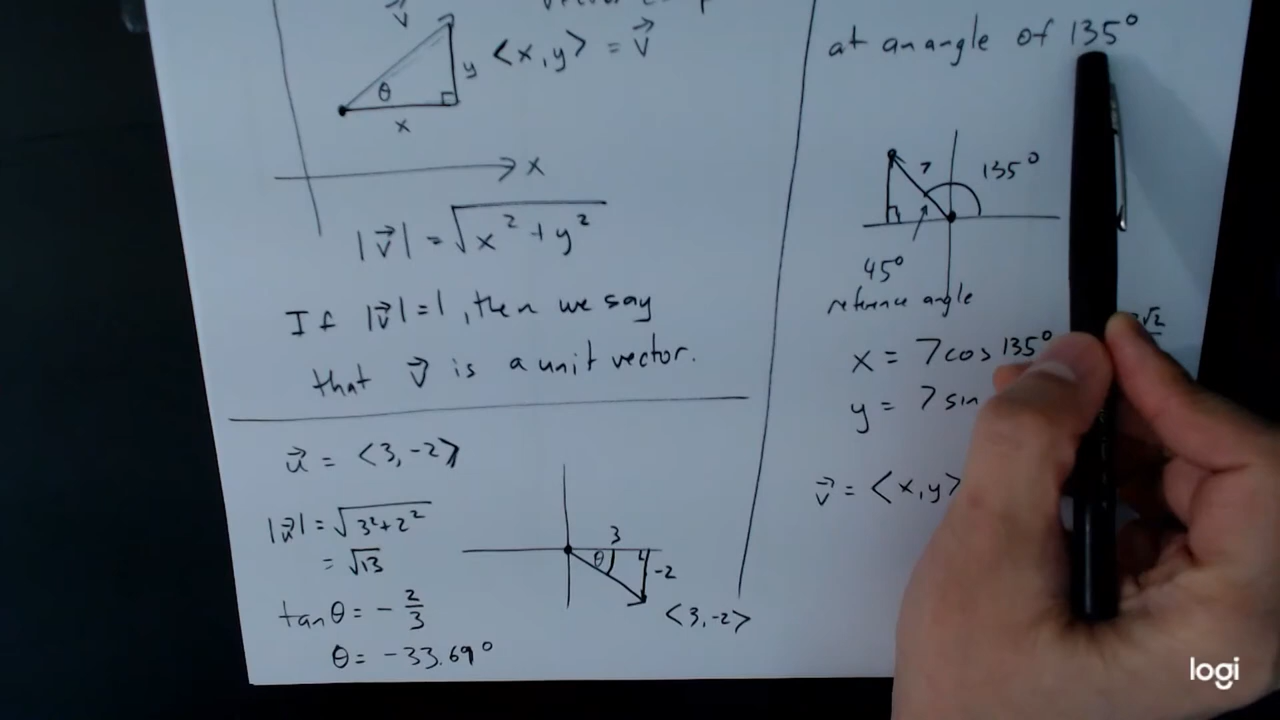 v⃗
y
θ
x
<x,y> = v⃗
x
|v⃗| = √x² + y²
If |v⃗| = 1, then we say
that v⃗ is a unit vector.
u⃗ = <3, -2>
|u⃗| = √3² + 2²
= √13
tan θ = - 2/3
θ = -33.69°
3
θ
-2
<3, -2>
at an angle of 135°
7
135°
45°
reference angle
x = 7 cos 135°
√2
y = 7 sin
v⃗ = <x, y>
logi